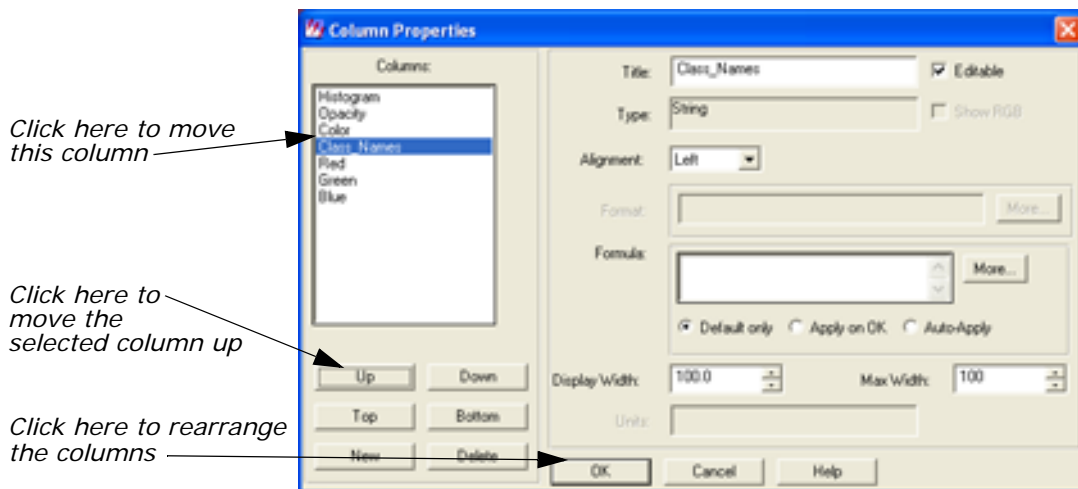 Column Properties
Columns:
Histogram
Opacity
Color
Class_Names
Red
Green
Blue
Click here to move
this column
Click here to
move the
selected column up
Click here to rearrange
the columns
Up Down
Top Bottom
New Delete
Title: Class_Names Editable
Type: String Show RGB
Alignment: Left
Format: More...
Formula: More...
Default only Apply on OK Auto-Apply
Display Width: 100.0 Max Width: 100
Units:
OK Cancel Help